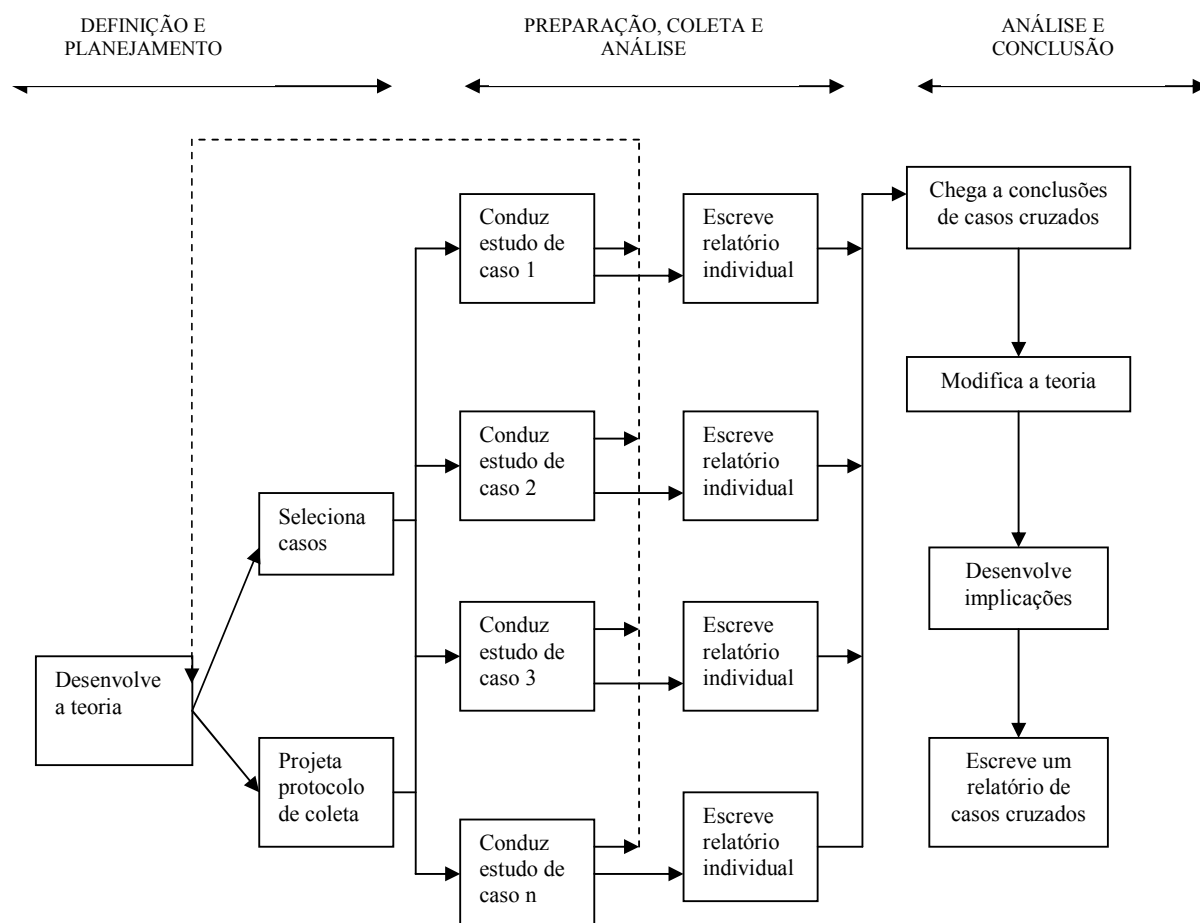 DEFINIÇÃO E
PLANEJAMENTO
PREPARAÇÃO, COLETA E
ANÁLISE
ANÁLISE E
CONCLUSÃO
Desenvolve
a teoria
Seleciona
casos
Projeta
protocolo
de coleta
Conduz
estudo de
caso 1
Escreve
relatório
individual
Conduz
estudo de
caso 2
Escreve
relatório
individual
Conduz
estudo de
caso 3
Escreve
relatório
individual
Conduz
estudo de
caso n
Escreve
relatório
individual
Chega a conclusões
de casos cruzados
Modifica a teoria
Desenvolve
implicações
Escreve um
relatório de
casos cruzados